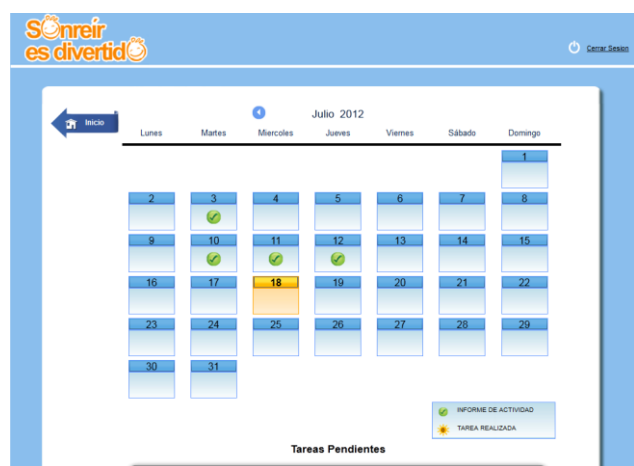 Sonreír
es divertido
Cerrar Sesion
Inicio
Julio 2012
Lunes Martes Miercoles Jueves Viernes Sábado Domingo
1
2 3 4 5 6 7 8
9 10 11 12 13 14 15
16 17 18 19 20 21 22
23 24 25 26 27 28 29
30 31
INFORME DE ACTIVIDAD
TAREA REALIZADA
Tareas Pendientes